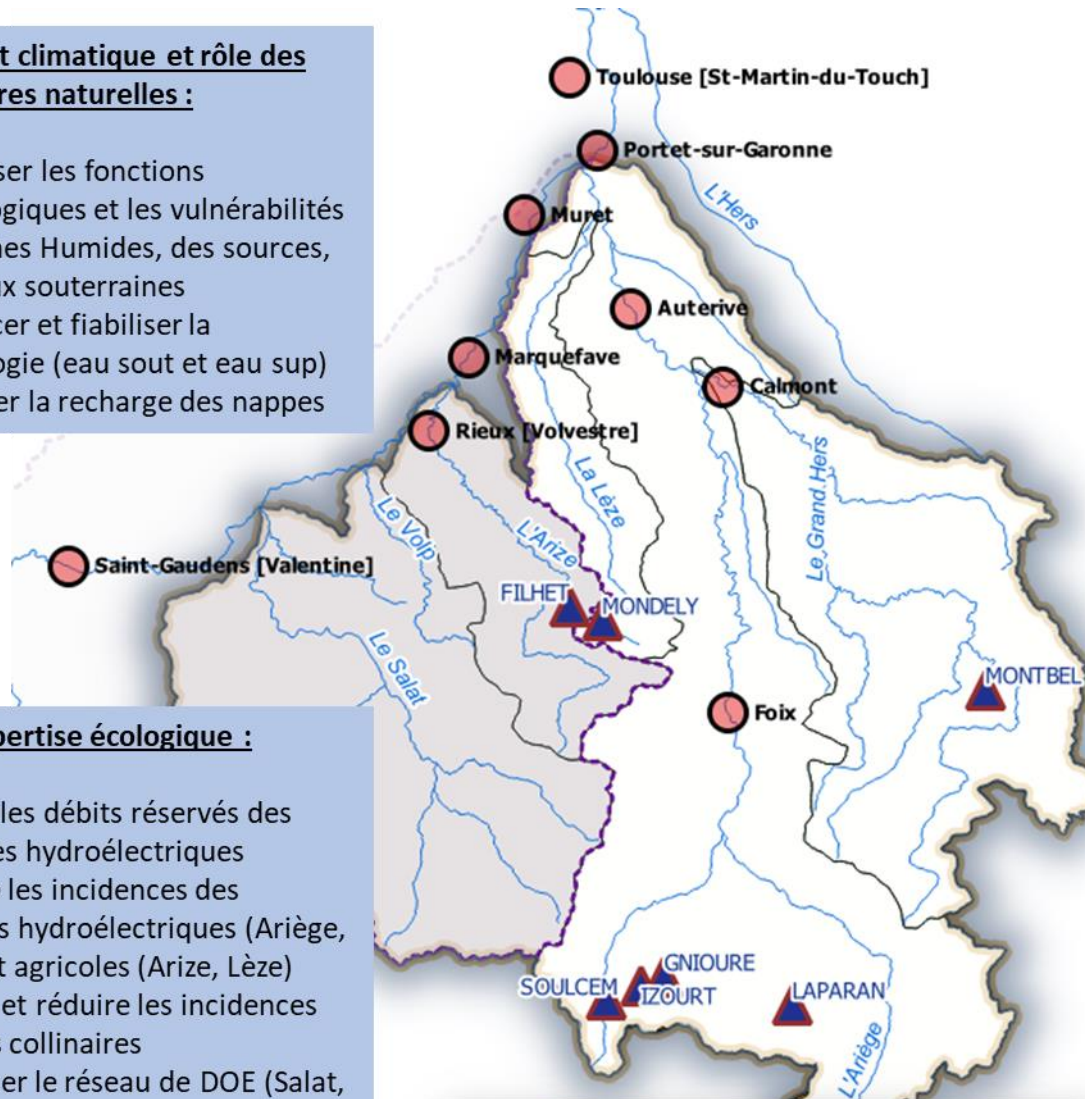 t climatique et rôle des
res naturelles :
ser les fonctions
giques et les vulnérabilités
nes Humides, des sources,
ux souterraines
cer et fiabiliser la
ogie (eau sout et eau sup)
er la recharge des nappes
Toulouse [St-Martin-du-Touch]
Portet-sur-Garonne
L'Hers
Muret
Auterive
Marquefave
Calmont
Rieux [Volvestre]
La Lèze
Le Grand Hers
Le Volp
L'Arize
Saint-Gaudens [Valentine]
FILHET
MONDELY
Le Salat
MONTBEL
Foix
pertise écologique :
les débits réservés des
es hydroélectriques
les incidences des
s hydroélectriques (Ariège,
t agricoles (Arize, Lèze)
et réduire les incidences
s collinaires
er le réseau de DOE (Salat,
GNIOURE
SOULCEM
IZOURT
LAPARAN
L'Ariège